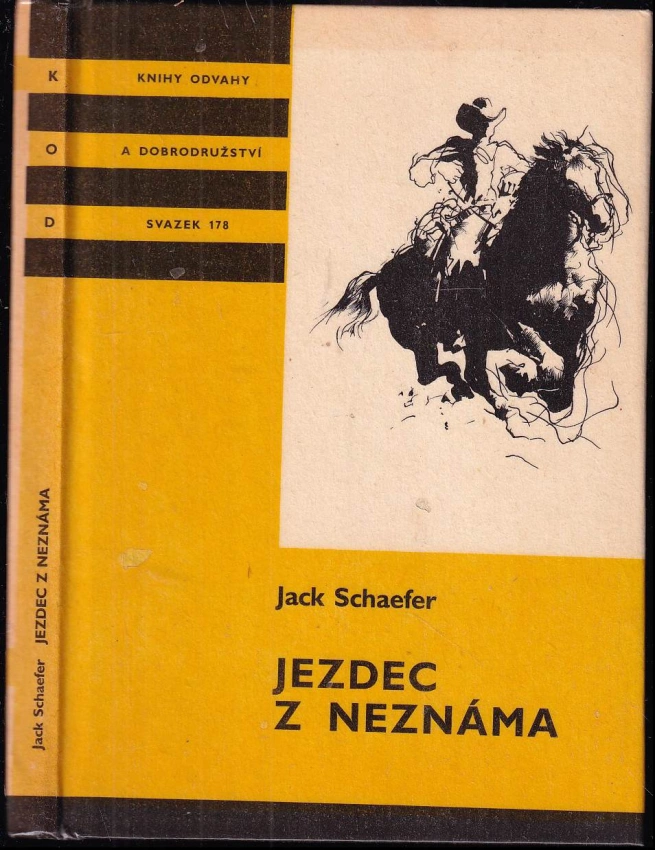 K
KNIHY ODVAHY
O
A DOBRODRUŽSTVÍ
D
SVAZEK 178
Jack Schaefer
JEZDEC
Z NEZNÁMA
Jack Schaefer JEZDEC Z NEZNÁMA